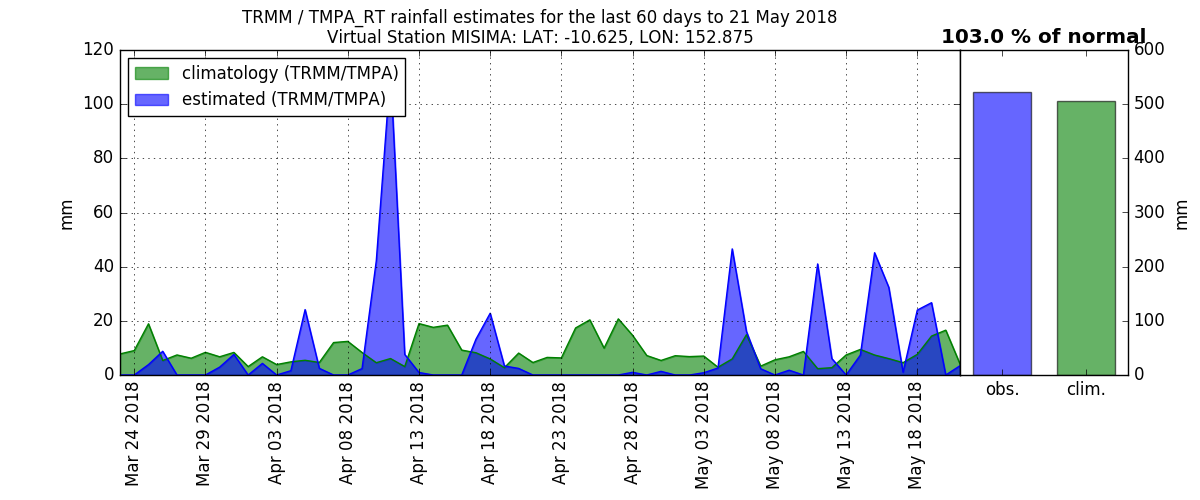 TRMM / TMPA_RT rainfall estimates for the last 60 days to 21 May 2018
Virtual Station MISIMA: LAT: -10.625, LON: 152.875
103.0 % of normal
climatology (TRMM/TMPA)
estimated (TRMM/TMPA)
mm
120
100
80
60
40
20
0
Mar 24 2018
Mar 29 2018
Apr 03 2018
Apr 08 2018
Apr 13 2018
Apr 18 2018
Apr 23 2018
Apr 28 2018
May 03 2018
May 08 2018
May 13 2018
May 18 2018
obs.
clim.
600
500
400
300
200
100
0
mm